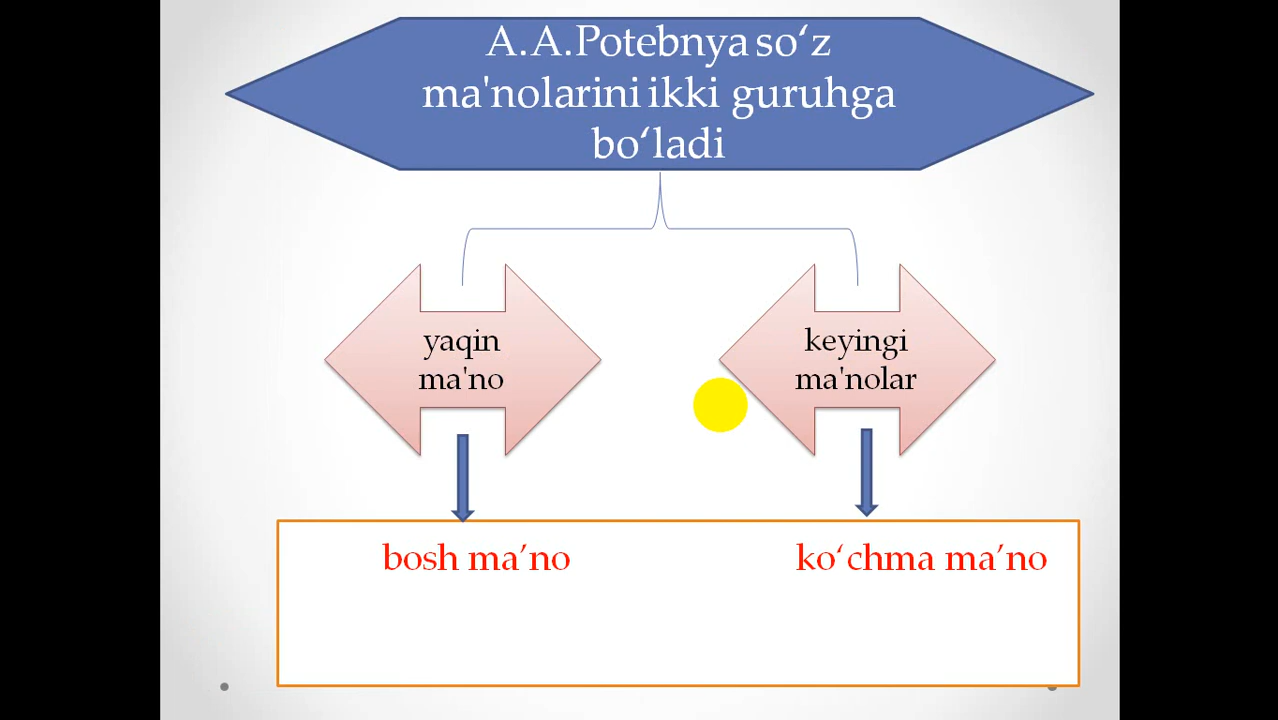 A.A.Potebnya so‘z
ma'nolarini ikki guruhga
bo‘ladi
yaqin
ma'no
keyingi
ma'nolar
bosh ma’no
ko‘chma ma’no